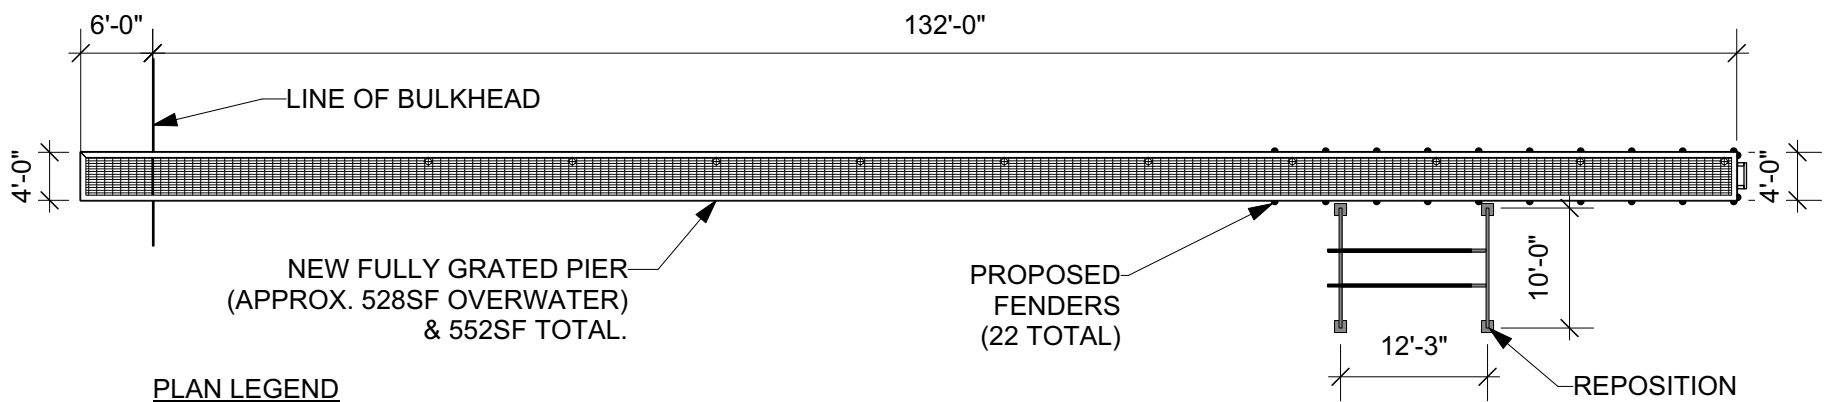 6'-0"
132'-0"
LINE OF BULKHEAD
4'-0"
4'-0"
NEW FULLY GRATED PIER
(APPROX. 528SF OVERWATER)
& 552SF TOTAL.
PROPOSED
FENDERS
(22 TOTAL)
10'-0"
12'-3"
REPOSITION
PLAN LEGEND